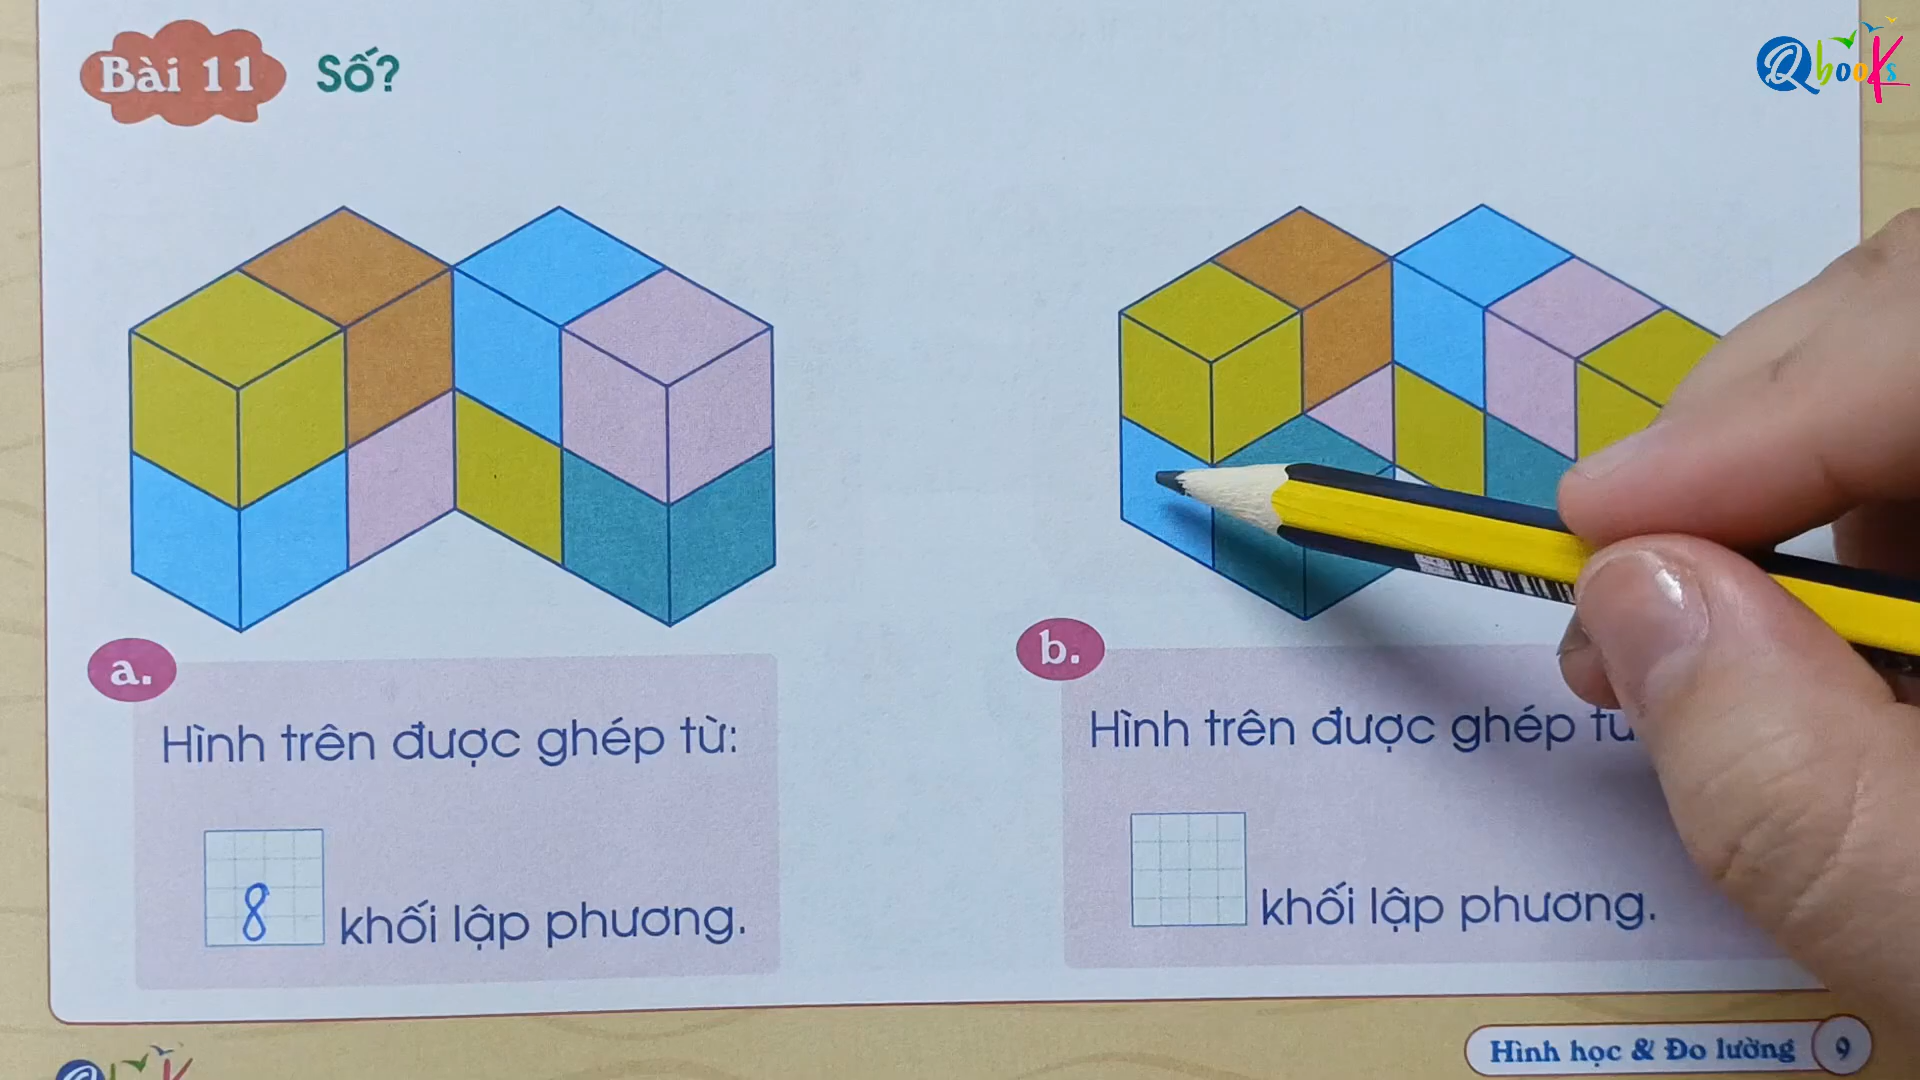 Bài 11 Số?
Qbooks
a.
Hình trên được ghép từ:
8 khối lập phương.
b.
Hình trên được ghép
khối lập phương.
Hình học & Đo lường 9